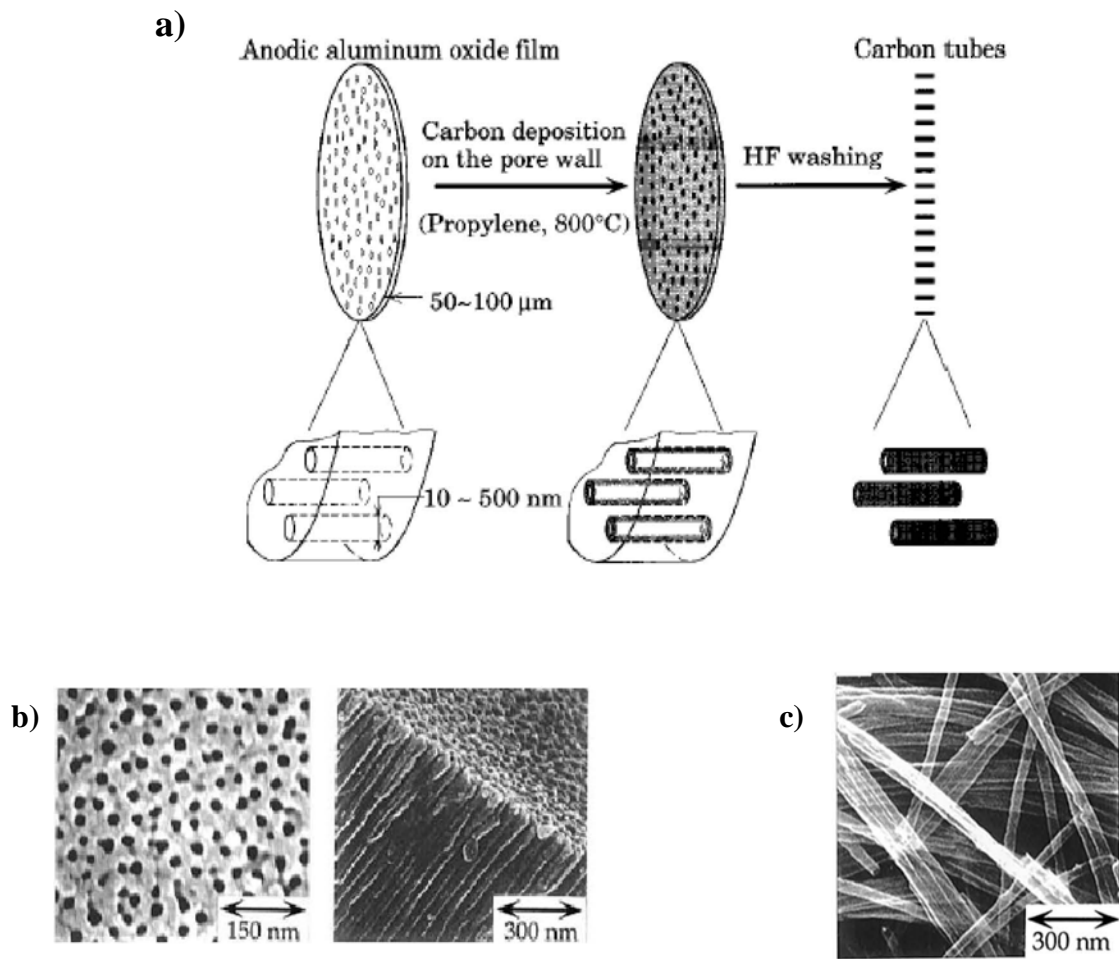 a)
Anodic aluminum oxide film
Carbon tubes
Carbon deposition
on the pore wall
HF washing
(Propylene, 800°C)
50~100 µm
10 ~ 500 nm
b)
c)
150 nm
300 nm
300 nm